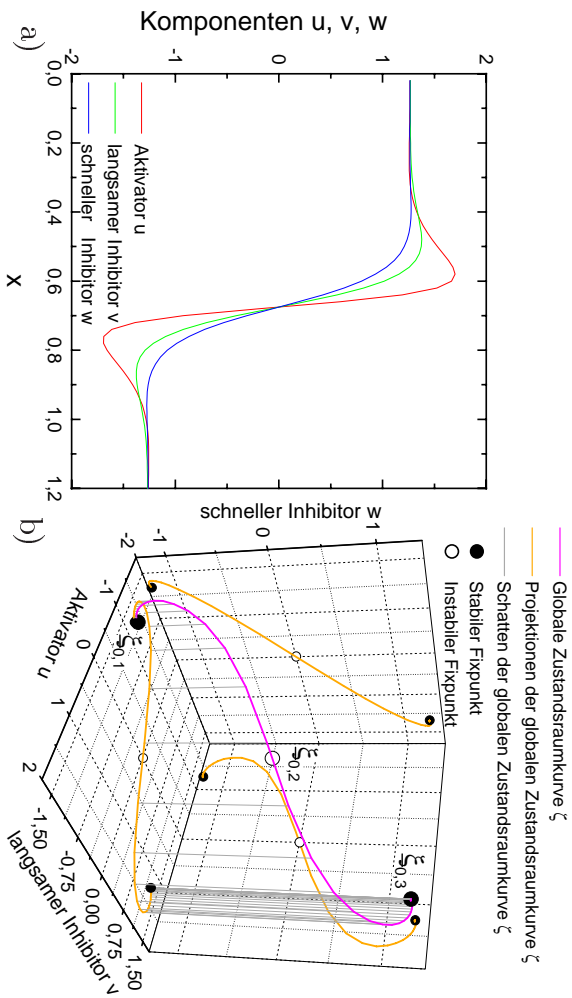 a)
Komponenten u, v, w
2
1
0
-1
-2
0,0
0,2
0,4
0,6
0,8
1,0
1,2
x
Aktivator u
langsamer Inhibitor v
schneller Inhibitor w
b)
Globale Zustandsraumkurve ζ
Projektionen der globalen Zustandsraumkurve ζ
Schatten der globalen Zustandsraumkurve ζ
Stabiler Fixpunkt
Instabiler Fixpunkt
schneller Inhibitor w
1
0
-1
-2
-1
0
1
2
Aktivator u
-1,50
-0,75
0,00
0,75
1,50
langsamer Inhibitor v
ξ0,1
ξ0,2
ξ0,3